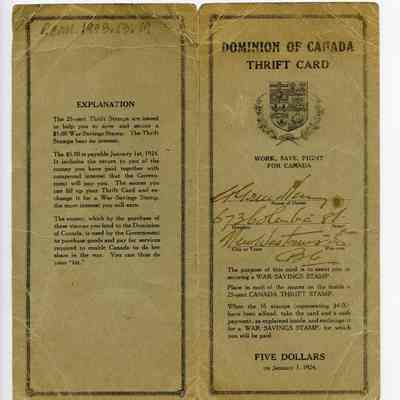 EXPLANATION
The 25-cent Thrift Stamps are issued
to help you to save and secure a
$5.00 War-Savings Stamp. The Thrift
Stamps bear no interest.
The $5.00 is payable January 1st, 1924.
It includes the return to you of the
money you have paid together with
compound interest that the Govern-
ment will pay you. The sooner you
can fill up your Thrift Card and ex-
change it for a War-Savings Stamp,
the more interest you will earn.
The money, which by the purchase of
these stamps you lend to the Dominion
of Canada, is used by the Government
to purchase goods and pay for services
required to enable Canada to do her
share in the war. You can thus do
your "bit."
DOMINION OF CANADA
THRIFT CARD
WORK, SAVE, FIGHT
FOR CANADA
Name of Owner
New Westminster
City or Town
B.C.
The purpose of this card is to assist you in
securing a WAR-SAVINGS STAMP.
Place in each of the squares on the inside a
25-cent CANADA THRIFT STAMP.
When the 16 stamps (representing $4.00)
have been affixed, take the card and a cash
payment, as explained inside, and exchange it
for a WAR-SAVINGS STAMP, for which
you will be paid
FIVE DOLLARS
on January 1, 1924.